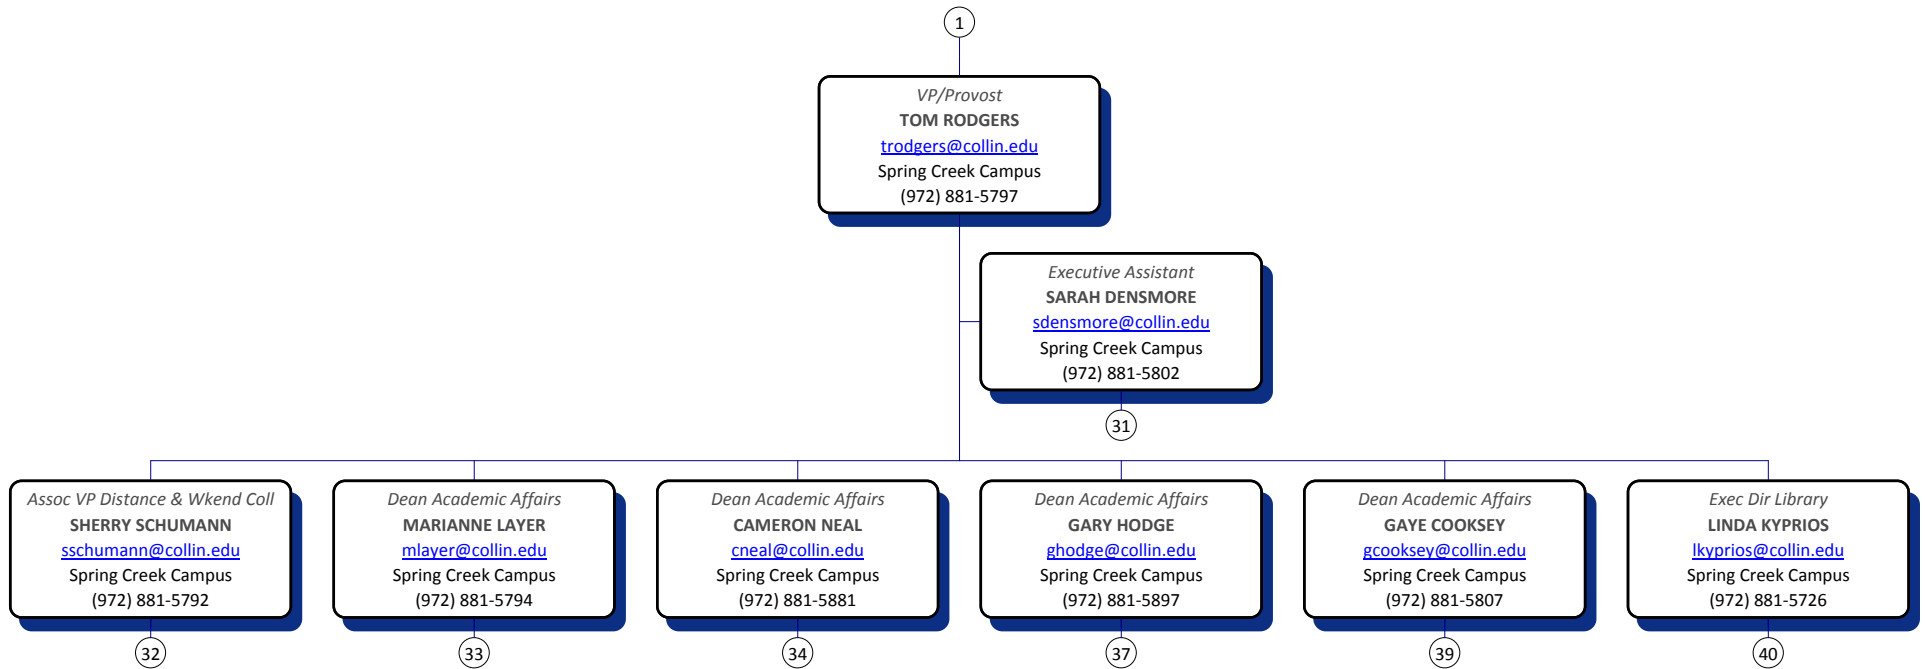 1
VP/Provost
TOM RODGERS
trodgers@collin.edu
Spring Creek Campus
(972) 881-5797
Executive Assistant
SARAH DENSMORE
sdensmore@collin.edu
Spring Creek Campus
(972) 881-5802
31
Assoc VP Distance & Wkend Coll
SHERRY SCHUMANN
sschumann@collin.edu
Spring Creek Campus
(972) 881-5792
32
Dean Academic Affairs
MARIANNE LAYER
mlayer@collin.edu
Spring Creek Campus
(972) 881-5794
33
Dean Academic Affairs
CAMERON NEAL
cneal@collin.edu
Spring Creek Campus
(972) 881-5881
34
Dean Academic Affairs
GARY HODGE
ghodge@collin.edu
Spring Creek Campus
(972) 881-5897
37
Dean Academic Affairs
GAYE COOKSEY
gcooksey@collin.edu
Spring Creek Campus
(972) 881-5807
39
Exec Dir Library
LINDA KYPRIOS
lkyprios@collin.edu
Spring Creek Campus
(972) 881-5726
40